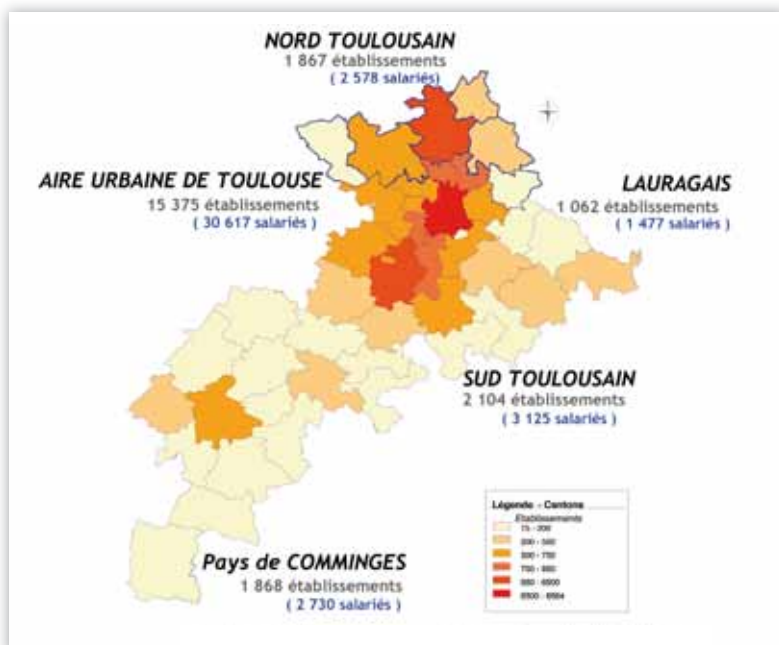 NORD TOULOUSAIN
1 867 établissements
( 2 578 salariés)
AIRE URBAINE DE TOULOUSE
15 375 établissements
( 30 617 salariés )
LAURAGAIS
1 062 établissements
( 1 477 salariés )
SUD TOULOUSAIN
2 104 établissements
( 3 125 salariés )
Pays de COMMINGES
1 868 établissements
( 2 730 salariés )
Légende - Cantons
Etablissements
15 - 200